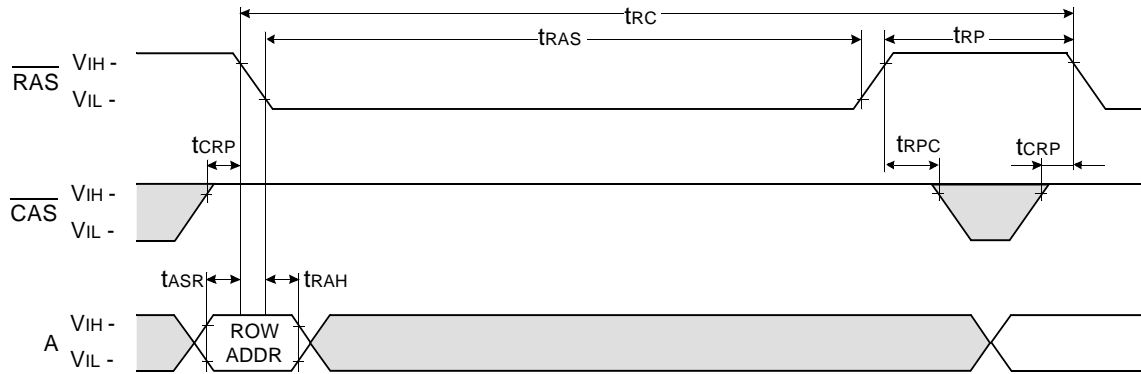 tRC
tRAS
tRP
RAS
VIH -
VIL -
tCRP
tRPC
tCRP
CAS
VIH -
VIL -
tASR
tRAH
A
VIH -
VIL -
ROW
ADDR